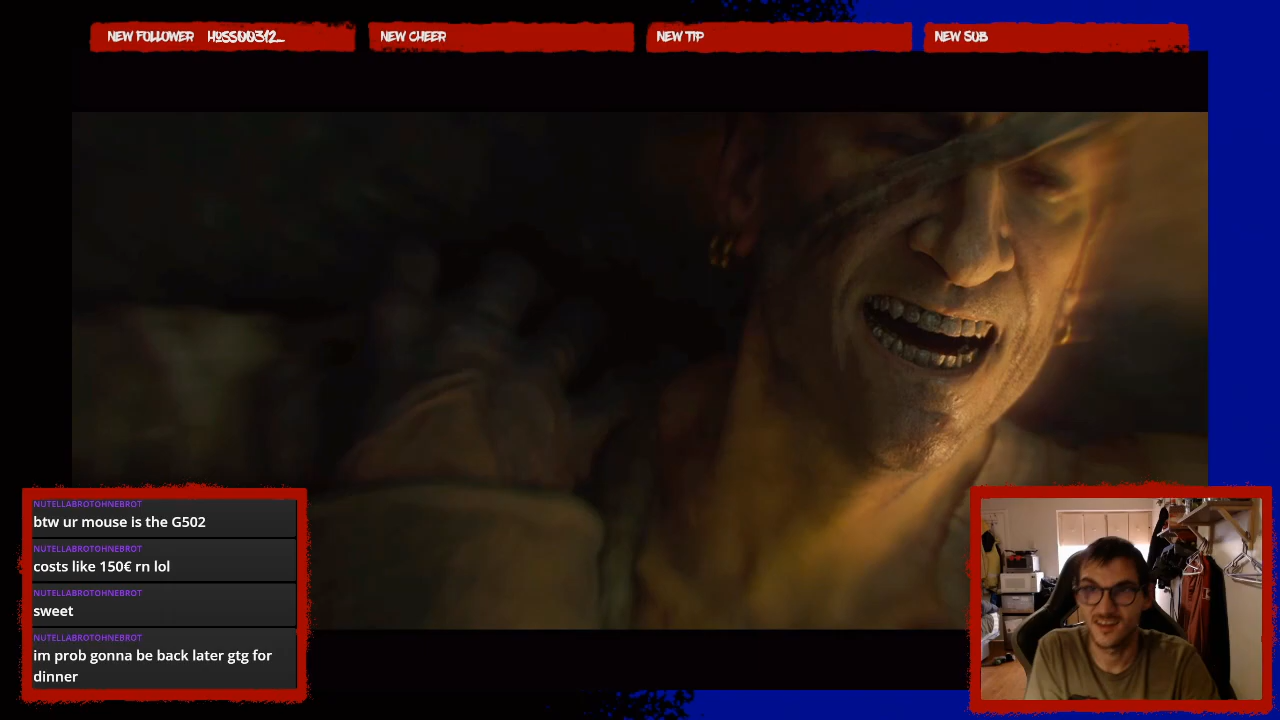 NEW FOLLOWER HUSSOO312_
NEW CHEER
NEW TIP
NEW SUB
NUTELLABROTOHNEBROT
btw ur mouse is the G502
NUTELLABROTOHNEBROT
costs like 150€ rn lol
NUTELLABROTOHNEBROT
sweet
NUTELLABROTOHNEBROT
im prob gonna be back later gtg for
dinner